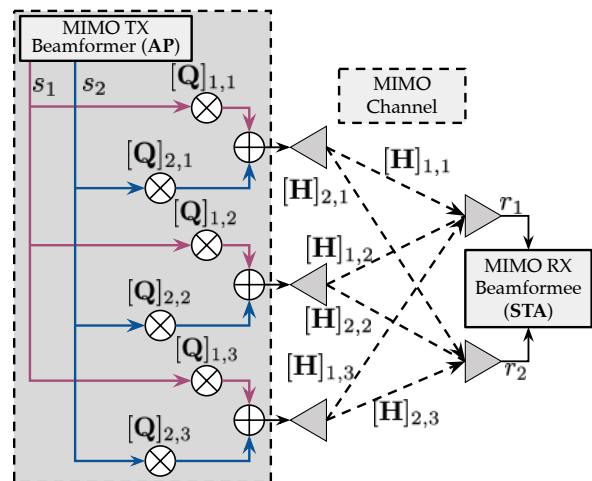 MIMO TX
Beamformer (AP)
s₁ s₂
[Q]₁,₁
MIMO
Channel
[Q]₂,₁
[H]₁,₁
[H]₂,₁
[Q]₁,₂
r₁
[H]₁,₂
MIMO RX
Beamformee
(STA)
[Q]₂,₂
[H]₂,₂
[Q]₁,₃
[H]₁,₃
r₂
[H]₂,₃
[Q]₂,₃